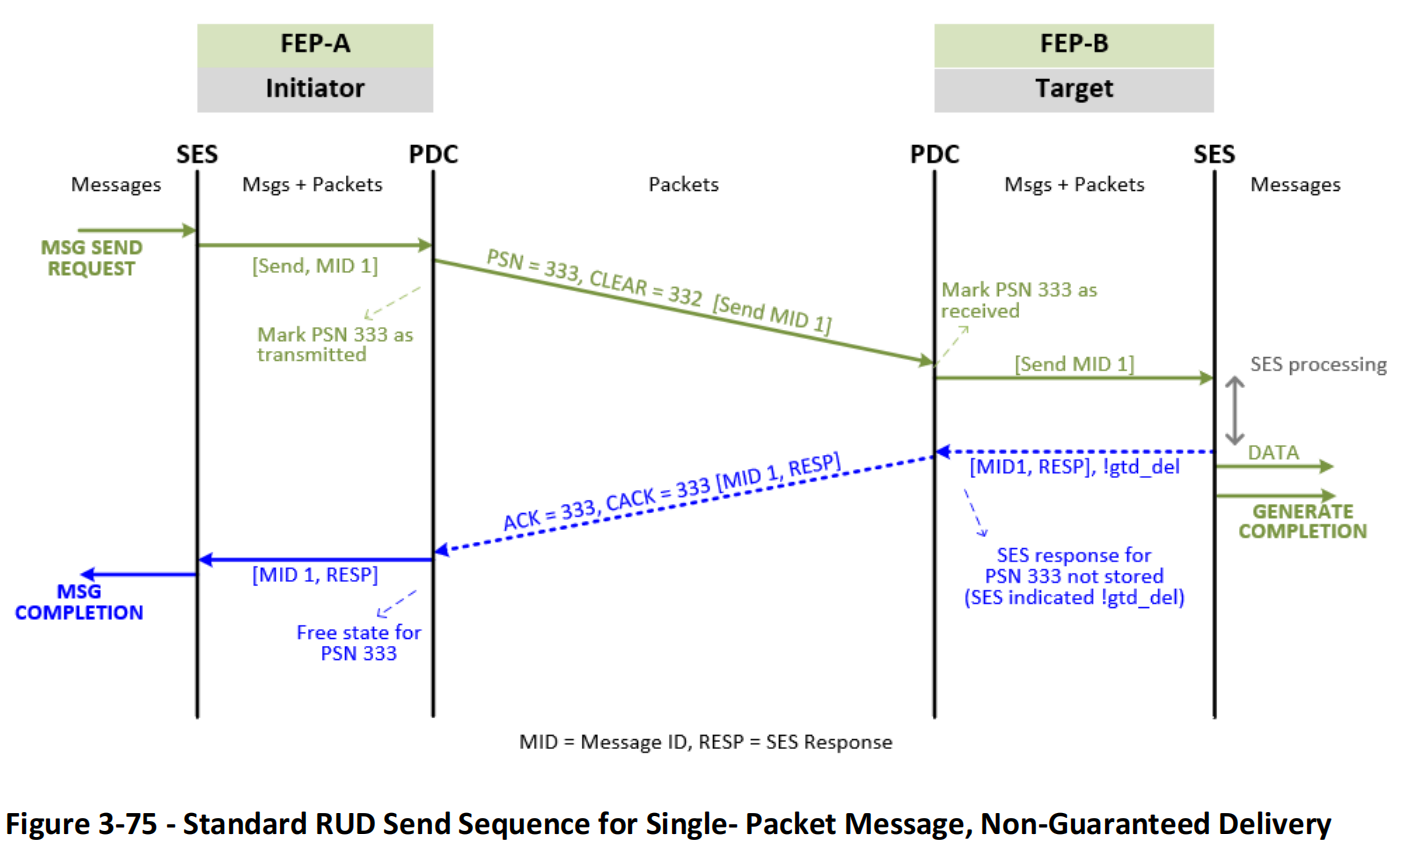 FEP-A
Initiator
FEP-B
Target
SES
PDC
PDC
SES
Messages
Msgs + Packets
Packets
Msgs + Packets
Messages
MSG SEND
REQUEST
[Send, MID 1]
PSN = 333, CLEAR = 332 [Send MID 1]
Mark PSN 333 as
transmitted
Mark PSN 333 as
received
[Send MID 1]
SES processing
[MID1, RESP], !gtd_del
DATA
GENERATE
COMPLETION
ACK = 333, CACK = 333 [MID 1, RESP]
SES response for
PSN 333 not stored
(SES indicated !gtd_del)
[MID 1, RESP]
MSG
COMPLETION
Free state for
PSN 333
MID = Message ID, RESP = SES Response
Figure 3-75 - Standard RUD Send Sequence for Single- Packet Message, Non-Guaranteed Delivery